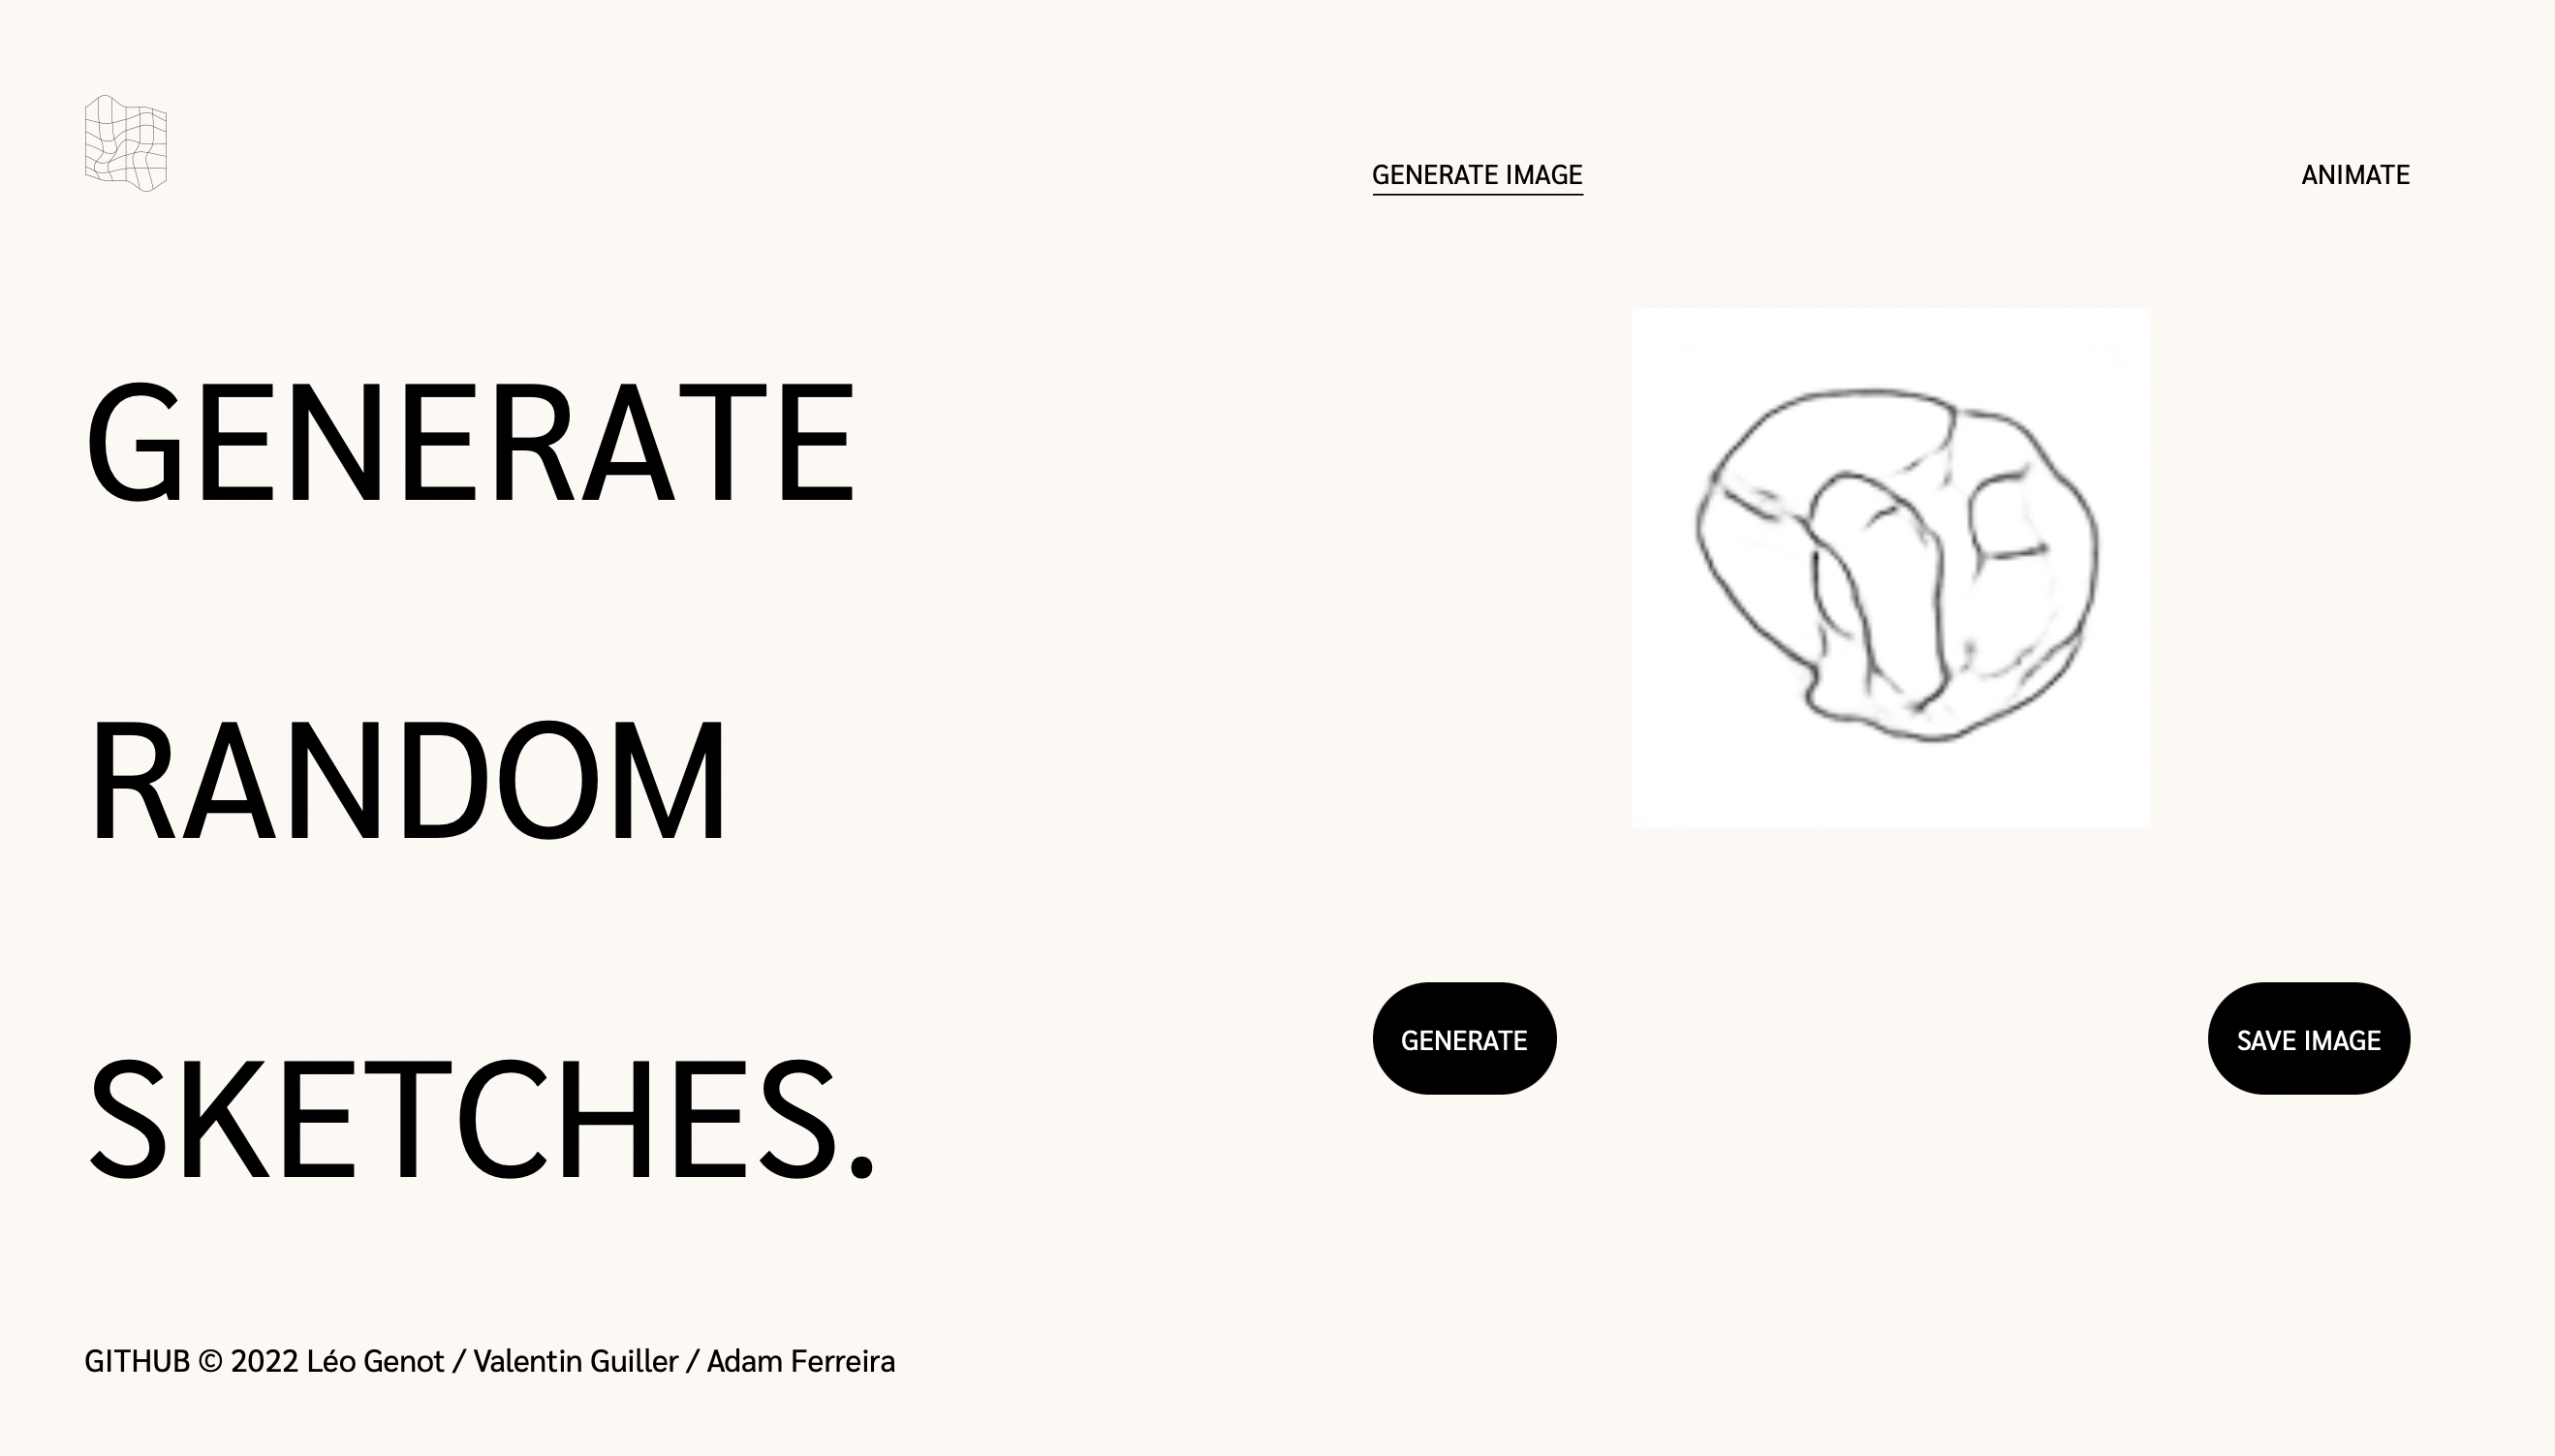 GENERATE IMAGE
ANIMATE
GENERATE
RANDOM
SKETCHES.
GENERATE
SAVE IMAGE
GITHUB © 2022 Léo Genot / Valentin Guiller / Adam Ferreira